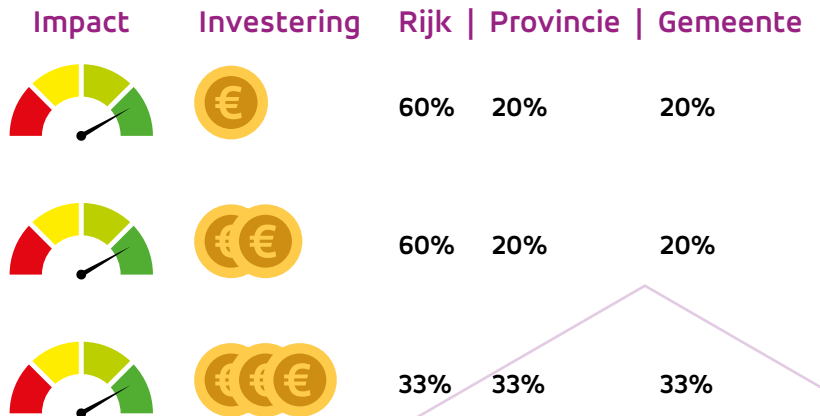 Impact Investering Rijk | Provincie | Gemeente
€ 60% 20% 20%
€ € 60% 20% 20%
€ € € 33% 33% 33%